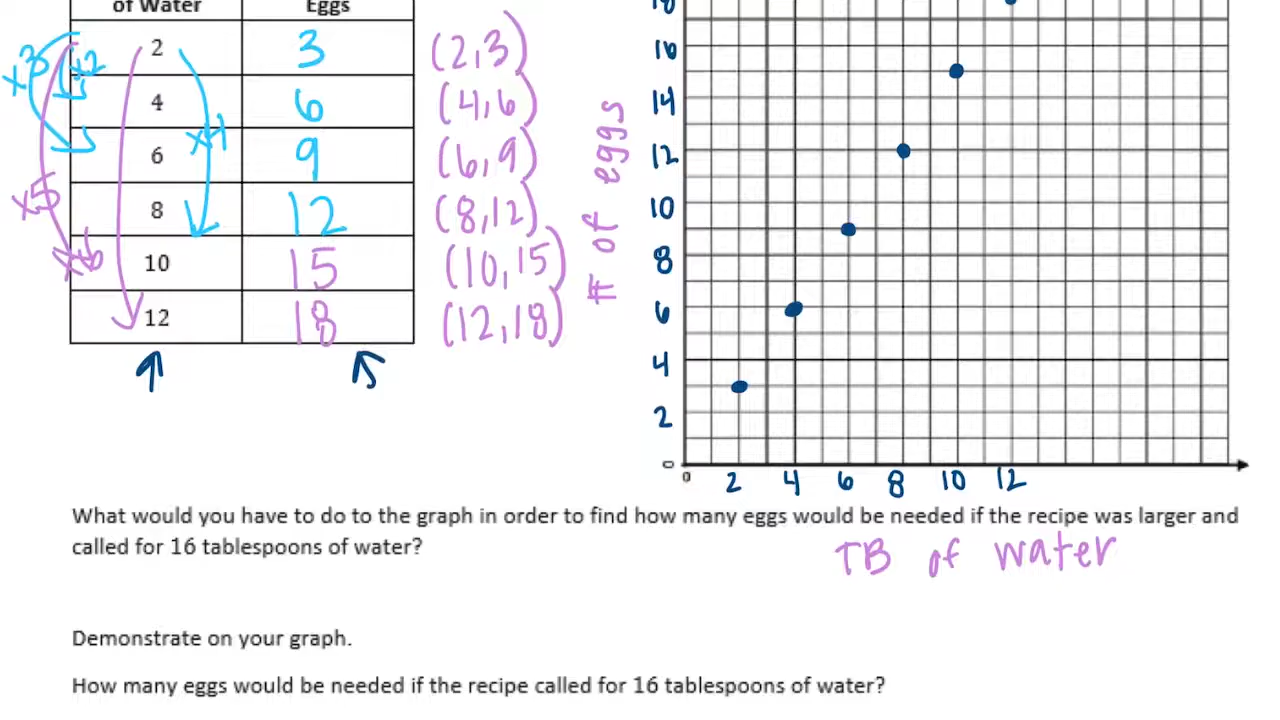 of Water Eggs
2 3 (2,3)
4 6 (4,6)
6 9 (6,9)
8 12 (8,12)
10 15 (10,15)
12 18 (12,18)
x3
x2
x4
x5
x6
# of eggs
18
16
14
12
10
8
6
4
2
0
0 2 4 6 8 10 12
What would you have to do to the graph in order to find how many eggs would be needed if the recipe was larger and
called for 16 tablespoons of water?
TB of water
Demonstrate on your graph.
How many eggs would be needed if the recipe called for 16 tablespoons of water?